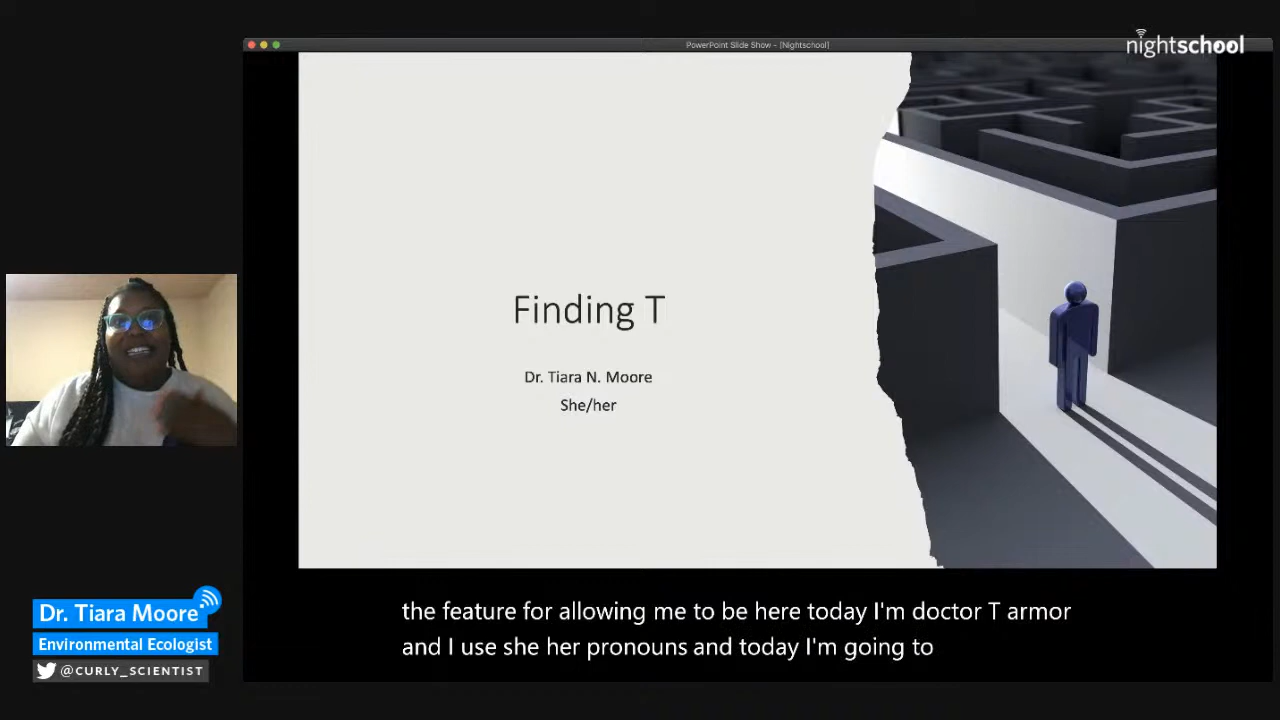 PowerPoint Slide Show - [Nightschool]
nightschool
Finding T
Dr. Tiara N. Moore
She/her
Dr. Tiara Moore
Environmental Ecologist
@CURLY_SCIENTIST
the feature for allowing me to be here today I'm doctor T armor
and I use she her pronouns and today I'm going to